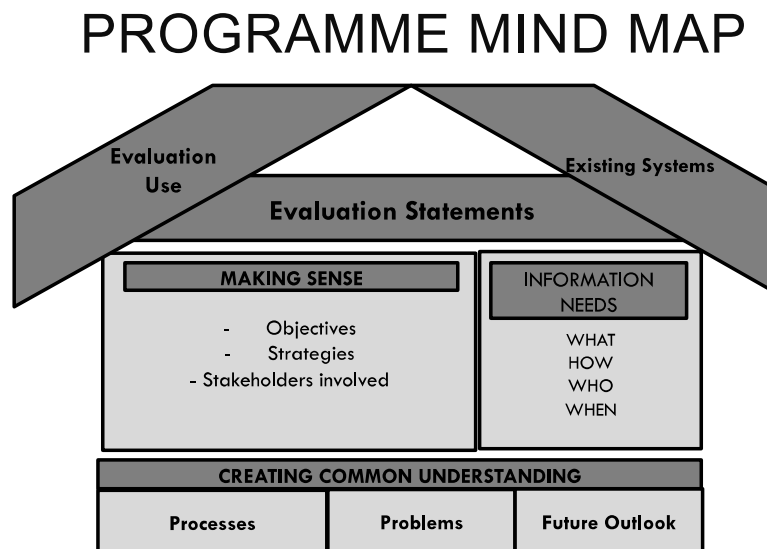 PROGRAMME MIND MAP
Evaluation
Use
Existing Systems
Evaluation Statements
MAKING SENSE
- Objectives
- Strategies
- Stakeholders involved
INFORMATION
NEEDS
WHAT
HOW
WHO
WHEN
CREATING COMMON UNDERSTANDING
Processes
Problems
Future Outlook